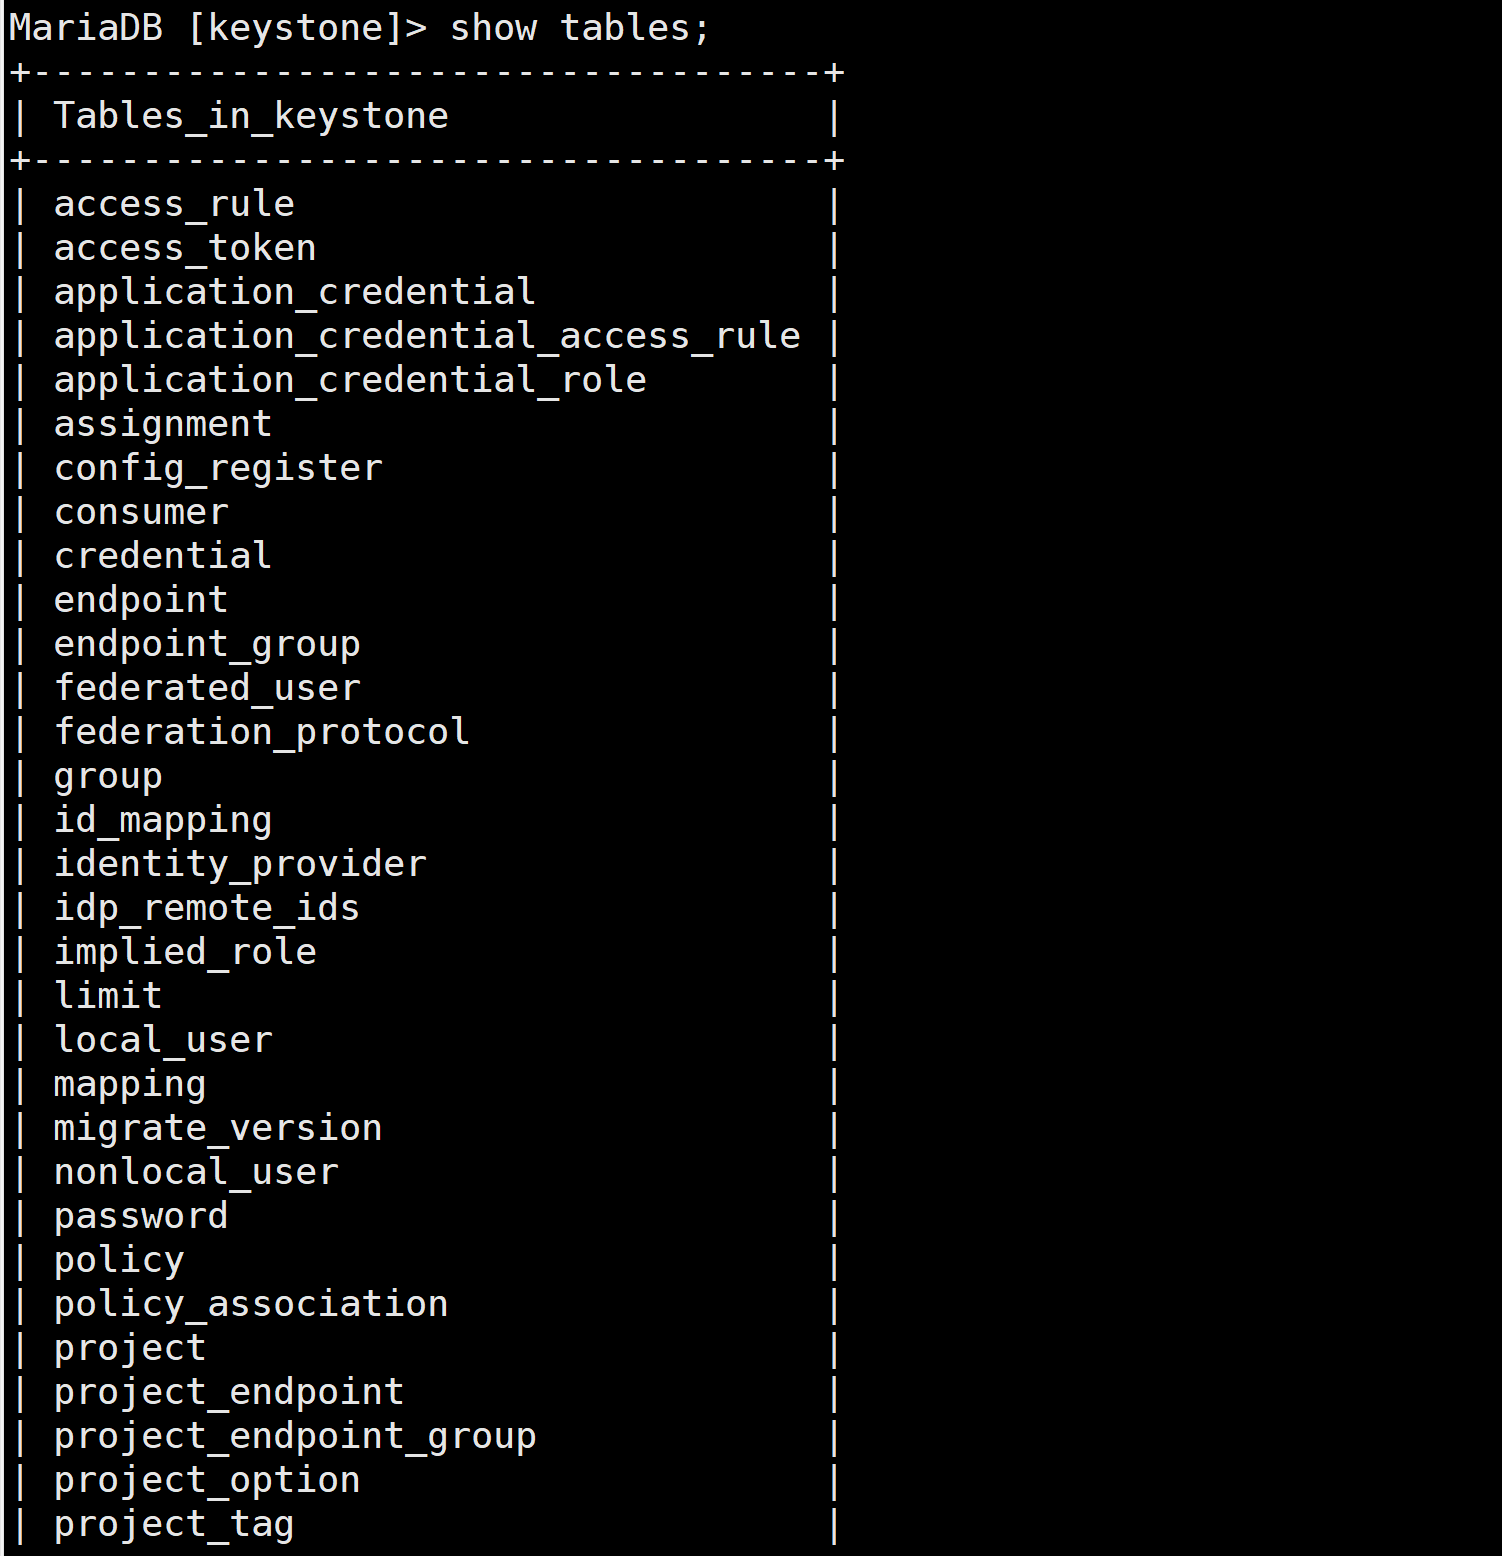 MariaDB [keystone]> show tables;
+------------------------------------+
| Tables_in_keystone                 |
+------------------------------------+
| access_rule                        |
| access_token                       |
| application_credential             |
| application_credential_access_rule |
| application_credential_role        |
| assignment                         |
| config_register                    |
| consumer                           |
| credential                         |
| endpoint                           |
| endpoint_group                     |
| federated_user                     |
| federation_protocol                |
| group                              |
| id_mapping                         |
| identity_provider                  |
| idp_remote_ids                     |
| implied_role                       |
| limit                              |
| local_user                         |
| mapping                            |
| migrate_version                    |
| nonlocal_user                      |
| password                           |
| policy                             |
| policy_association                 |
| project                            |
| project_endpoint                   |
| project_endpoint_group             |
| project_option                     |
| project_tag                        |